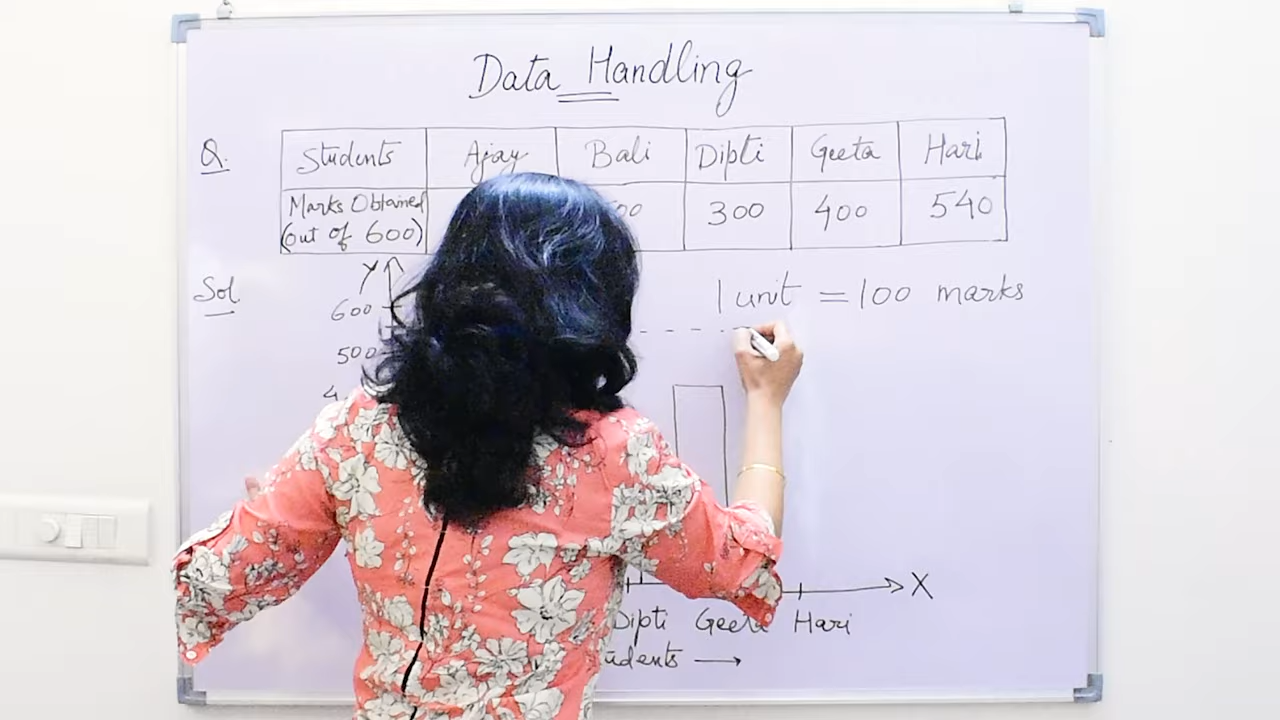 Data Handling
Q. Students Ajay Bali Dipti Geeta Hari
Marks Obtained 300 400 540
(out of 600)
Sol. 1 unit = 100 marks
Y
600
500
X
Dipti Geeta Hari